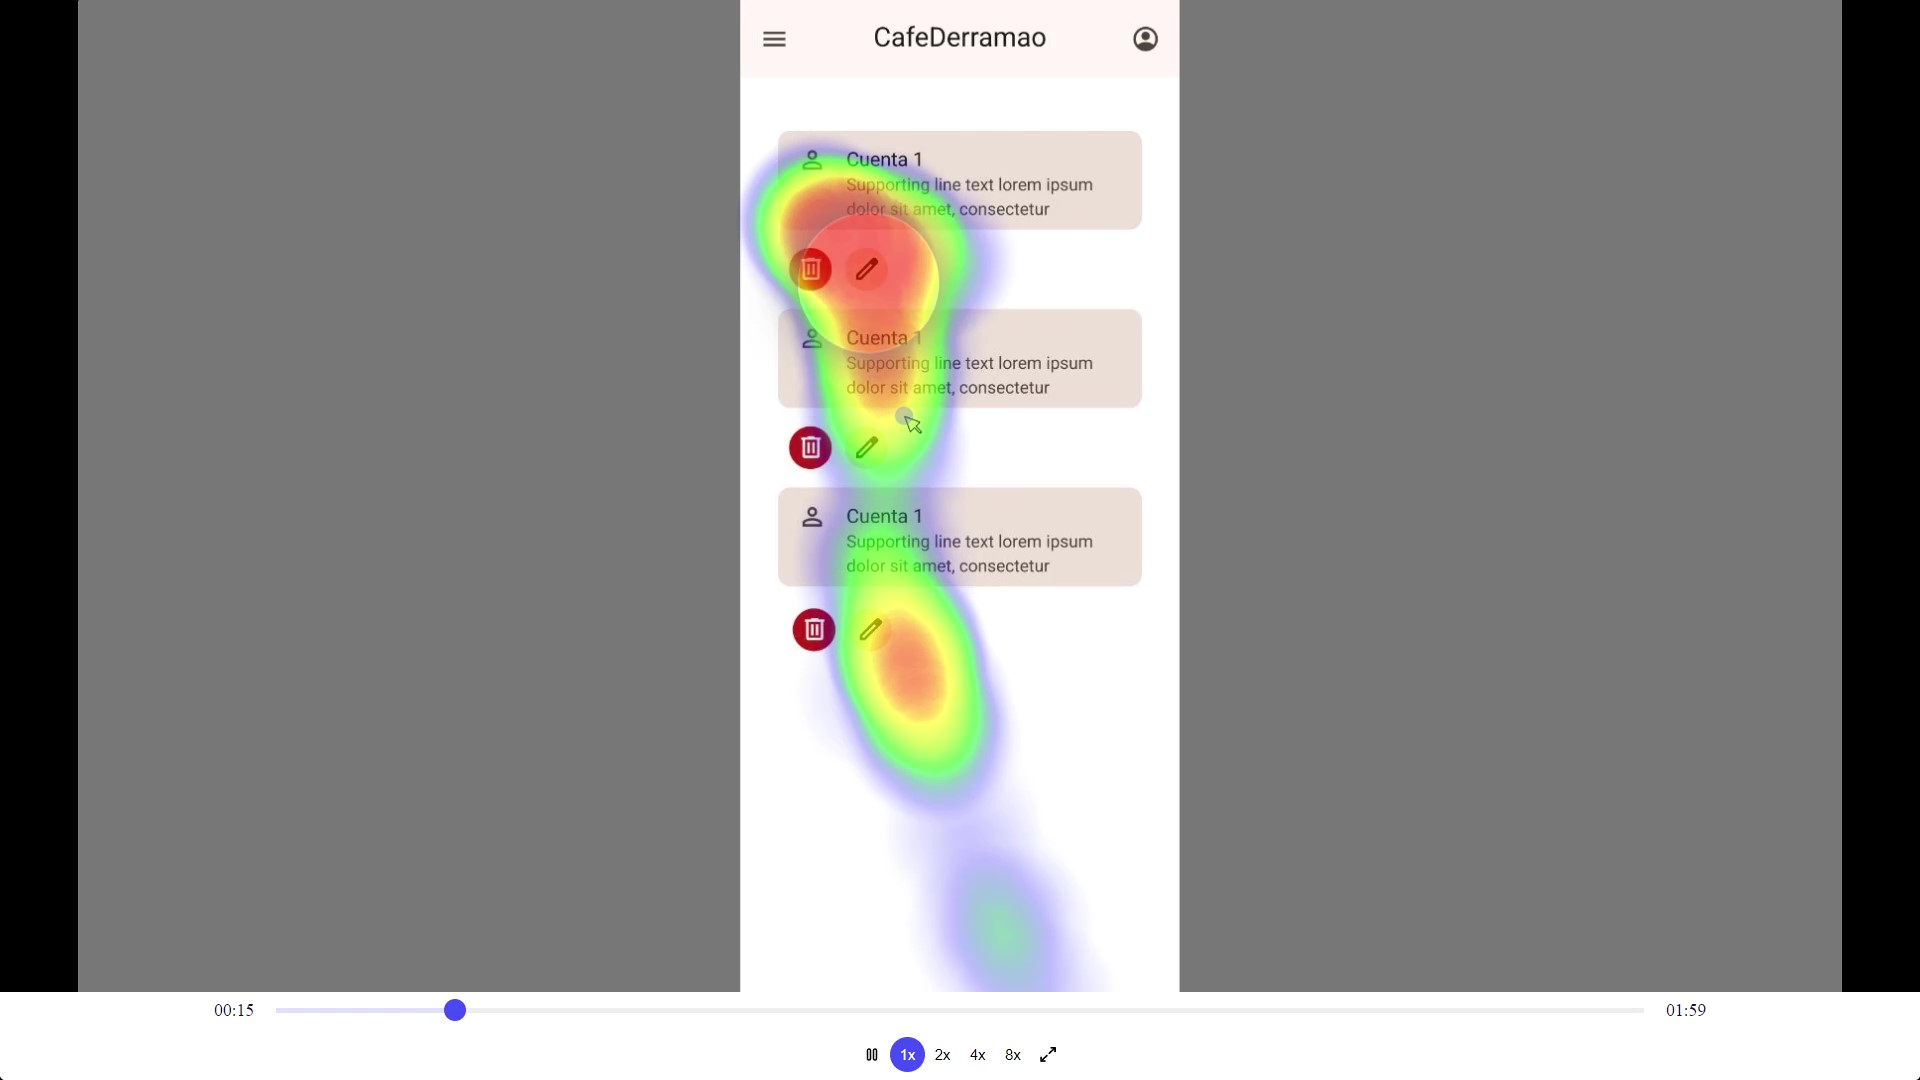 CafeDerramao
Cuenta 1
Supporting line text lorem ipsum
dolor sit amet, consectetur
Cuenta 1
Supporting line text lorem ipsum
dolor sit amet, consectetur
Cuenta 1
Supporting line text lorem ipsum
dolor sit amet, consectetur
00:15
01:59
1x 2x 4x 8x